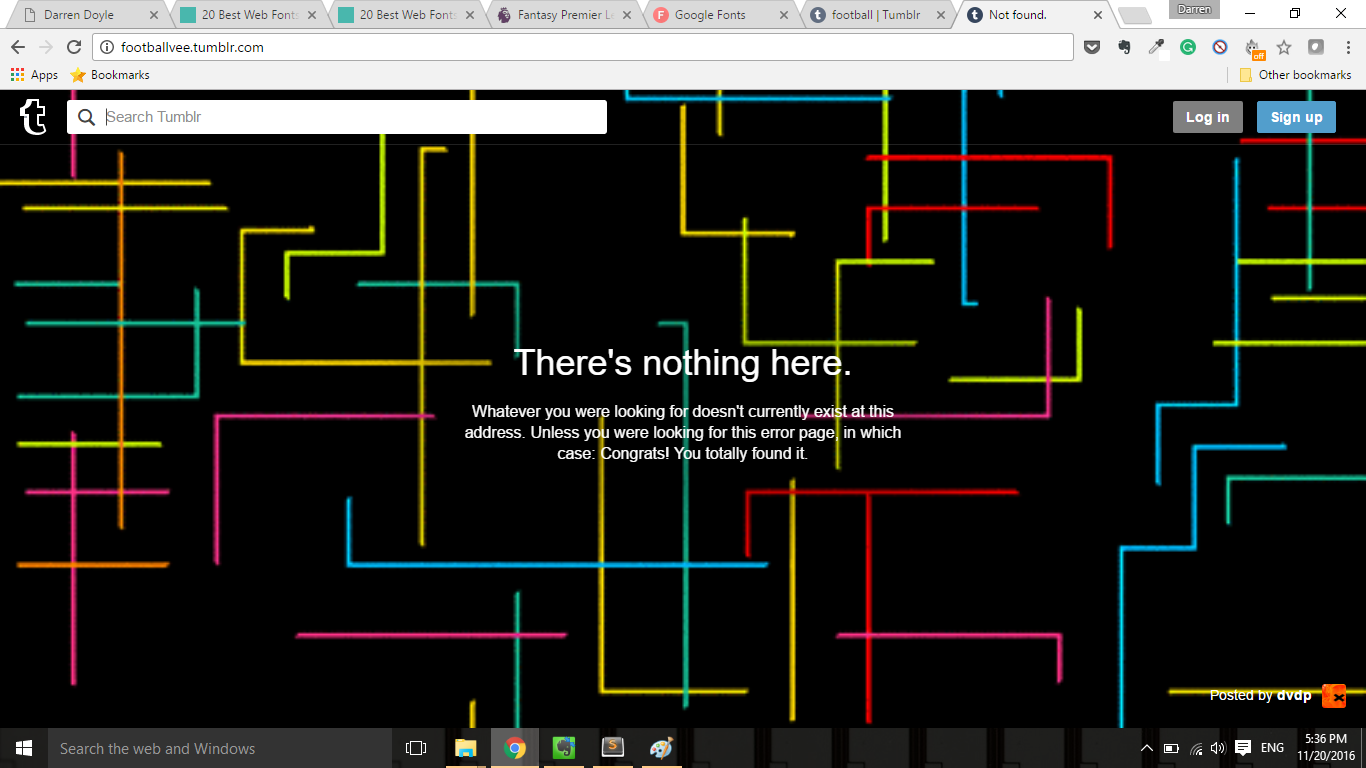 Darren
Darren Doyle
20 Best Web Fonts
20 Best Web Fonts
Fantasy Premier Le
Google Fonts
football | Tumblr
Not found.
footballvee.tumblr.com
off
Apps
Bookmarks
Other bookmarks
Search Tumblr
Log in
Sign up
There's nothing here.
Whatever you were looking for doesn't currently exist at this
address. Unless you were looking for this error page, in which
case: Congrats! You totally found it.
Posted by dvdp
Search the web and Windows
ENG
5:36 PM
11/20/2016